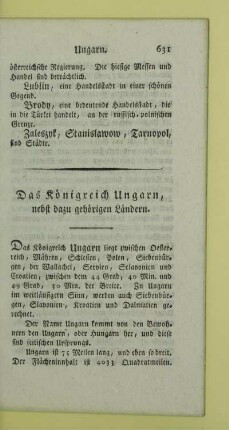 Ungarn. 631
österreichische Regierung. Die hiesige Messen und
Handel sind beträchtlich.
Lublin, eine Handelsstadt in einer schönen
Gegend.
Brody, eine bedeutende Handelsstadt, die
in die Türkei handelt, an der russisch-polnischen
Grenze.
Zaleszyk, Stanislawow, Tarnopol,
sind Städte.
Das Königreich Ungarn,
nebst dazu gehörigen Ländern.
Das Königreich Ungarn liegt zwischen Oester-
reich, Mähren, Schlesien, Polen, Siebenbür-
gen, der Wallachei, Servien, Sclavonien und
Croatien, zwischen dem 44 Grad, 40 Min. und
49 Grad, 30 Min. der Breite. Zu Ungarn im
weitläuftigern Sinn, werden auch Siebenbür-
gen, Slavonien, Kroatien und Dalmatien ge-
rechnet.
Der Name Ungarn kommt von den Bewoh-
nern den Ungarn, oder Hungarn her, und diese
sind scitischen Ursprungs.
Ungarn ist 75 Meilen lang, und eben so breit.
Der Flächeninhalt ist 4033 Quadratmeilen.